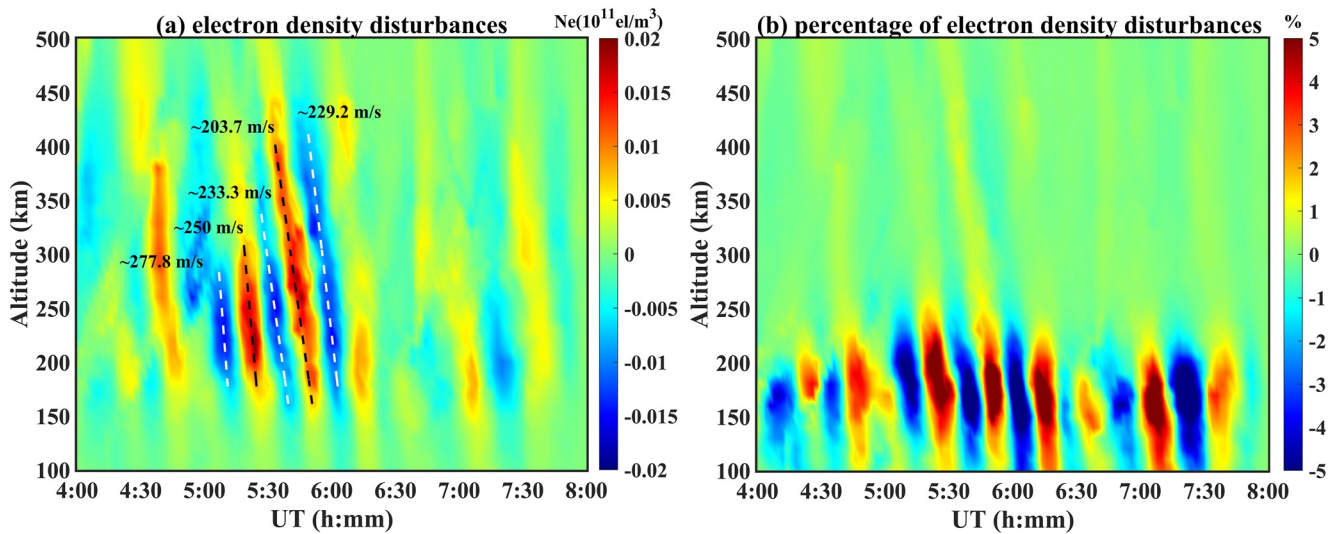 (a) electron density disturbances
Ne(10¹¹el/m³)
500
450
400
350
300
250
200
150
100
Altitude (km)
~203.7 m/s
~229.2 m/s
~233.3 m/s
~250 m/s
~277.8 m/s
4:00 4:30 5:00 5:30 6:00 6:30 7:00 7:30 8:00
UT (h:mm)
0.02
0.015
0.01
0.005
0
-0.005
-0.01
-0.015
-0.02
(b) percentage of electron density disturbances
%
500
450
400
350
300
250
200
150
100
Altitude (km)
4:00 4:30 5:00 5:30 6:00 6:30 7:00 7:30 8:00
UT (h:mm)
5
4
3
2
1
0
-1
-2
-3
-4
-5